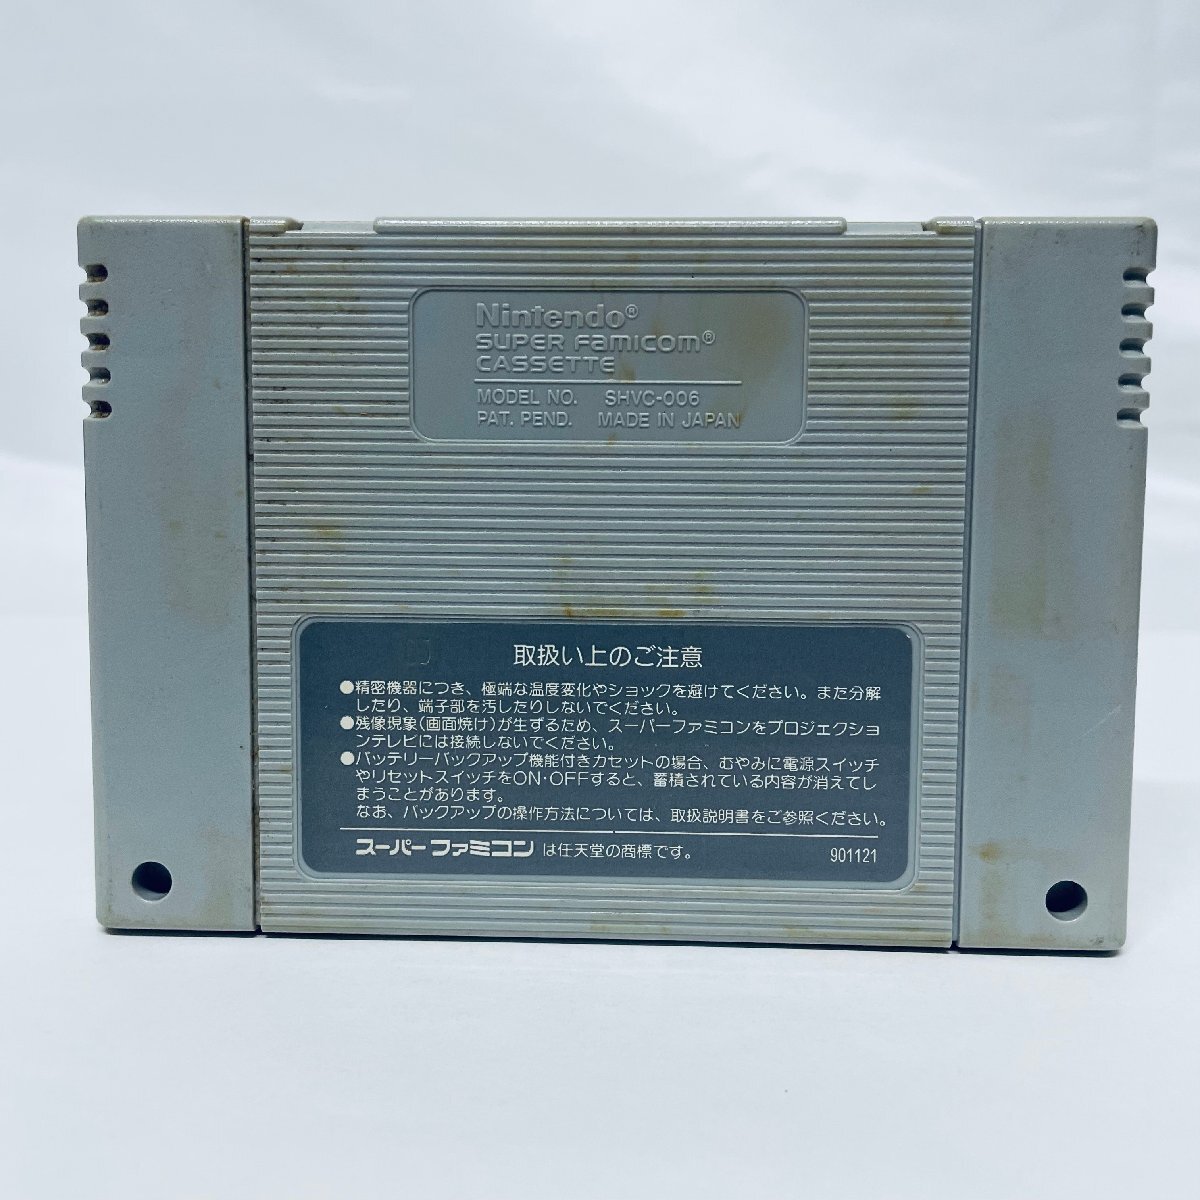 Nintendo®
SUPER FAMICOM®
CASSETTE
MODEL NO. SHVC-006
PAT. PEND. MADE IN JAPAN
取扱い上のご注意
●精密機器につき、極端な温度変化やショックを避けてください。また分解
したり、端子部を汚したりしないでください。
●残像現象(画面焼け)が生ずるため、スーパーファミコンをプロジェクショ
ンテレビには接続しないでください。
●バッテリーバックアップ機能付きカセットの場合、むやみに電源スイッチ
やリセットスイッチをON・OFFすると、蓄積されている内容が消えてし
まうことがあります。
なお、バックアップの操作方法については、取扱説明書をご参照ください。
スーパーファミコン は任天堂の商標です。 901121